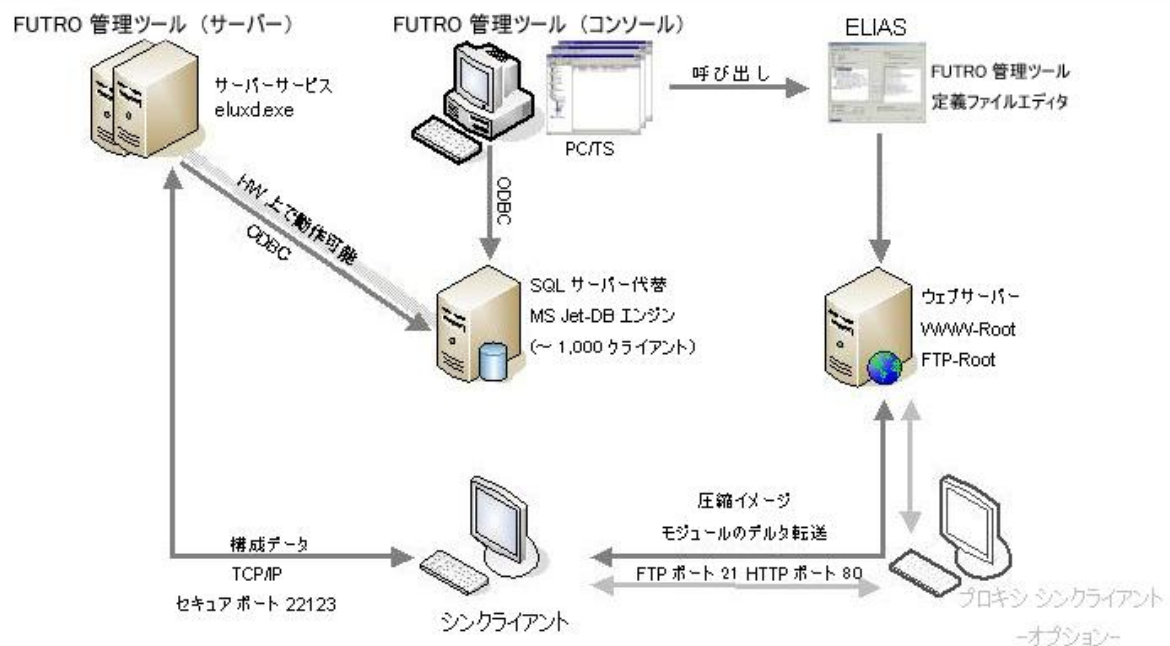 FUTRO 管理ツール（サーバー）
FUTRO 管理ツール（コンソール）
ELIAS
サーバーサービス
eluxd.exe
呼び出し
FUTRO 管理ツール
定義ファイルエディタ
PC/TS
HW 上で動作可能
ODBC
ODBC
SQL サーバー代替
MS Jet-DB エンジン
(～ 1,000 クライアント)
ウェブサーバー
WWW-Root
FTP-Root
圧縮イメージ
モジュールのデルタ転送
構成データ
TCP/IP
セキュア ポート 22123
FTP ポート 21 HTTP ポート 80
シンクライアント
プロキシ シンクライアント
-オプション-